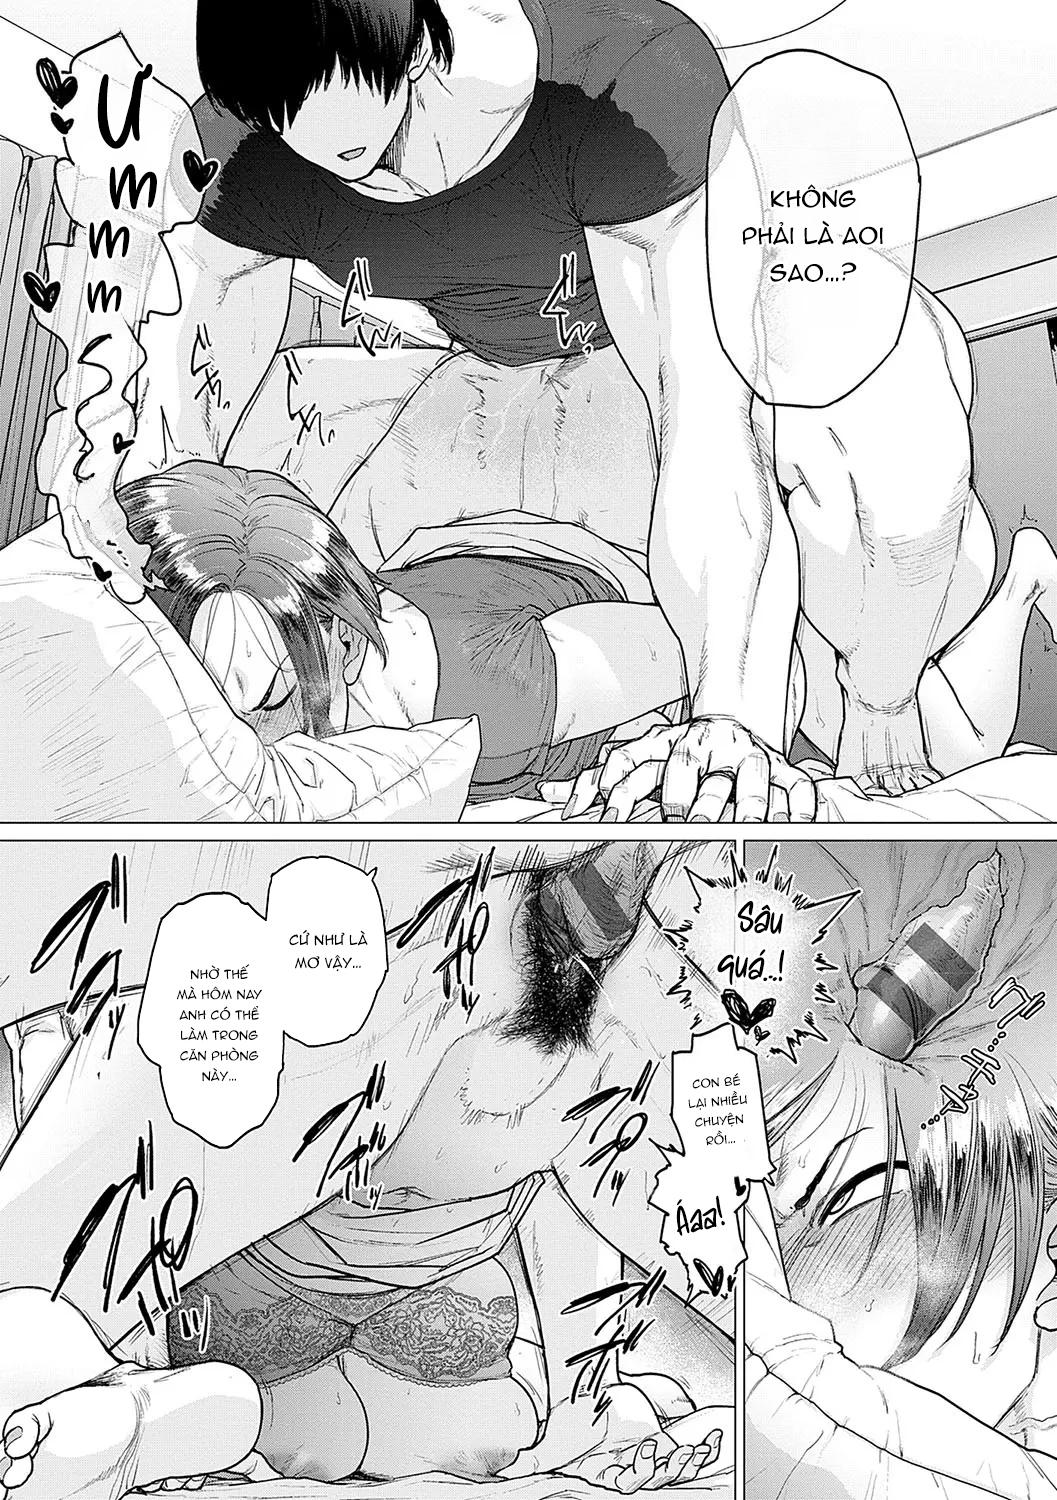 KHÔNG
PHẢI LÀ AOI
SAO...?
Ư
m
m
m
CỨ NHƯ LÀ
MƠ VẬY...
NHỜ THẾ
MÀ HÔM NAY
ANH CÓ THỂ
LÀM TRONG
CĂN PHÒNG
NÀY...
Sâu
quá...!
CON BÉ
LẠI NHIỀU
CHUYỆN
RỒI...
Áaa!